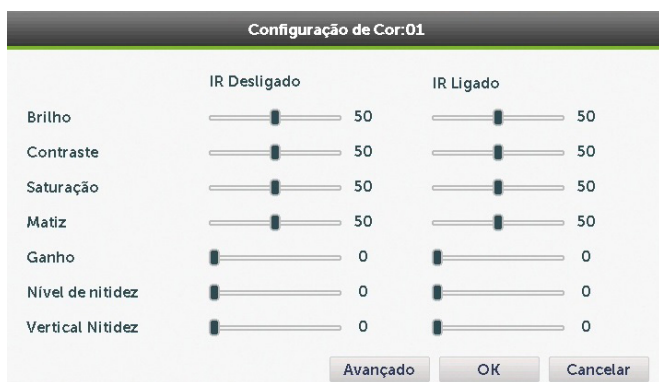 Configuração de Cor:01
IR Desligado IR Ligado
Brilho 50 50
Contraste 50 50
Saturação 50 50
Matiz 50 50
Ganho 0 0
Nível de nitidez 0 0
Vertical Nitidez 0 0
Avançado OK Cancelar